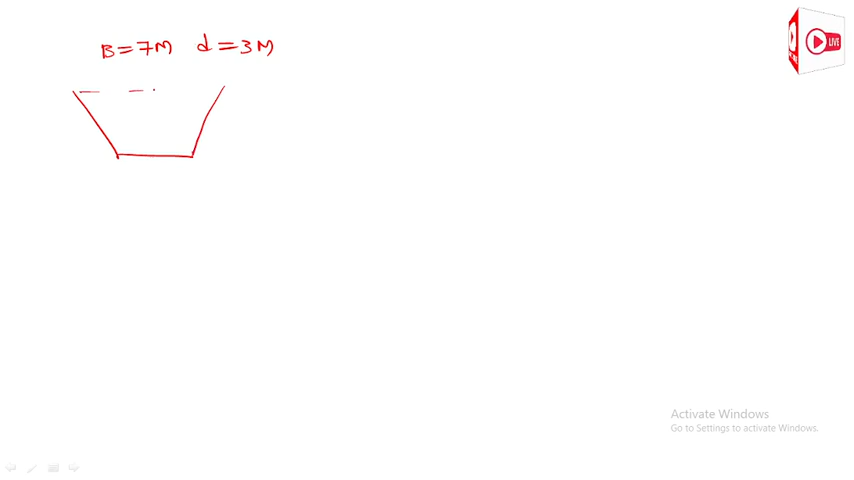 B=7M d=3M
LIVE
Activate Windows
Go to Settings to activate Windows.